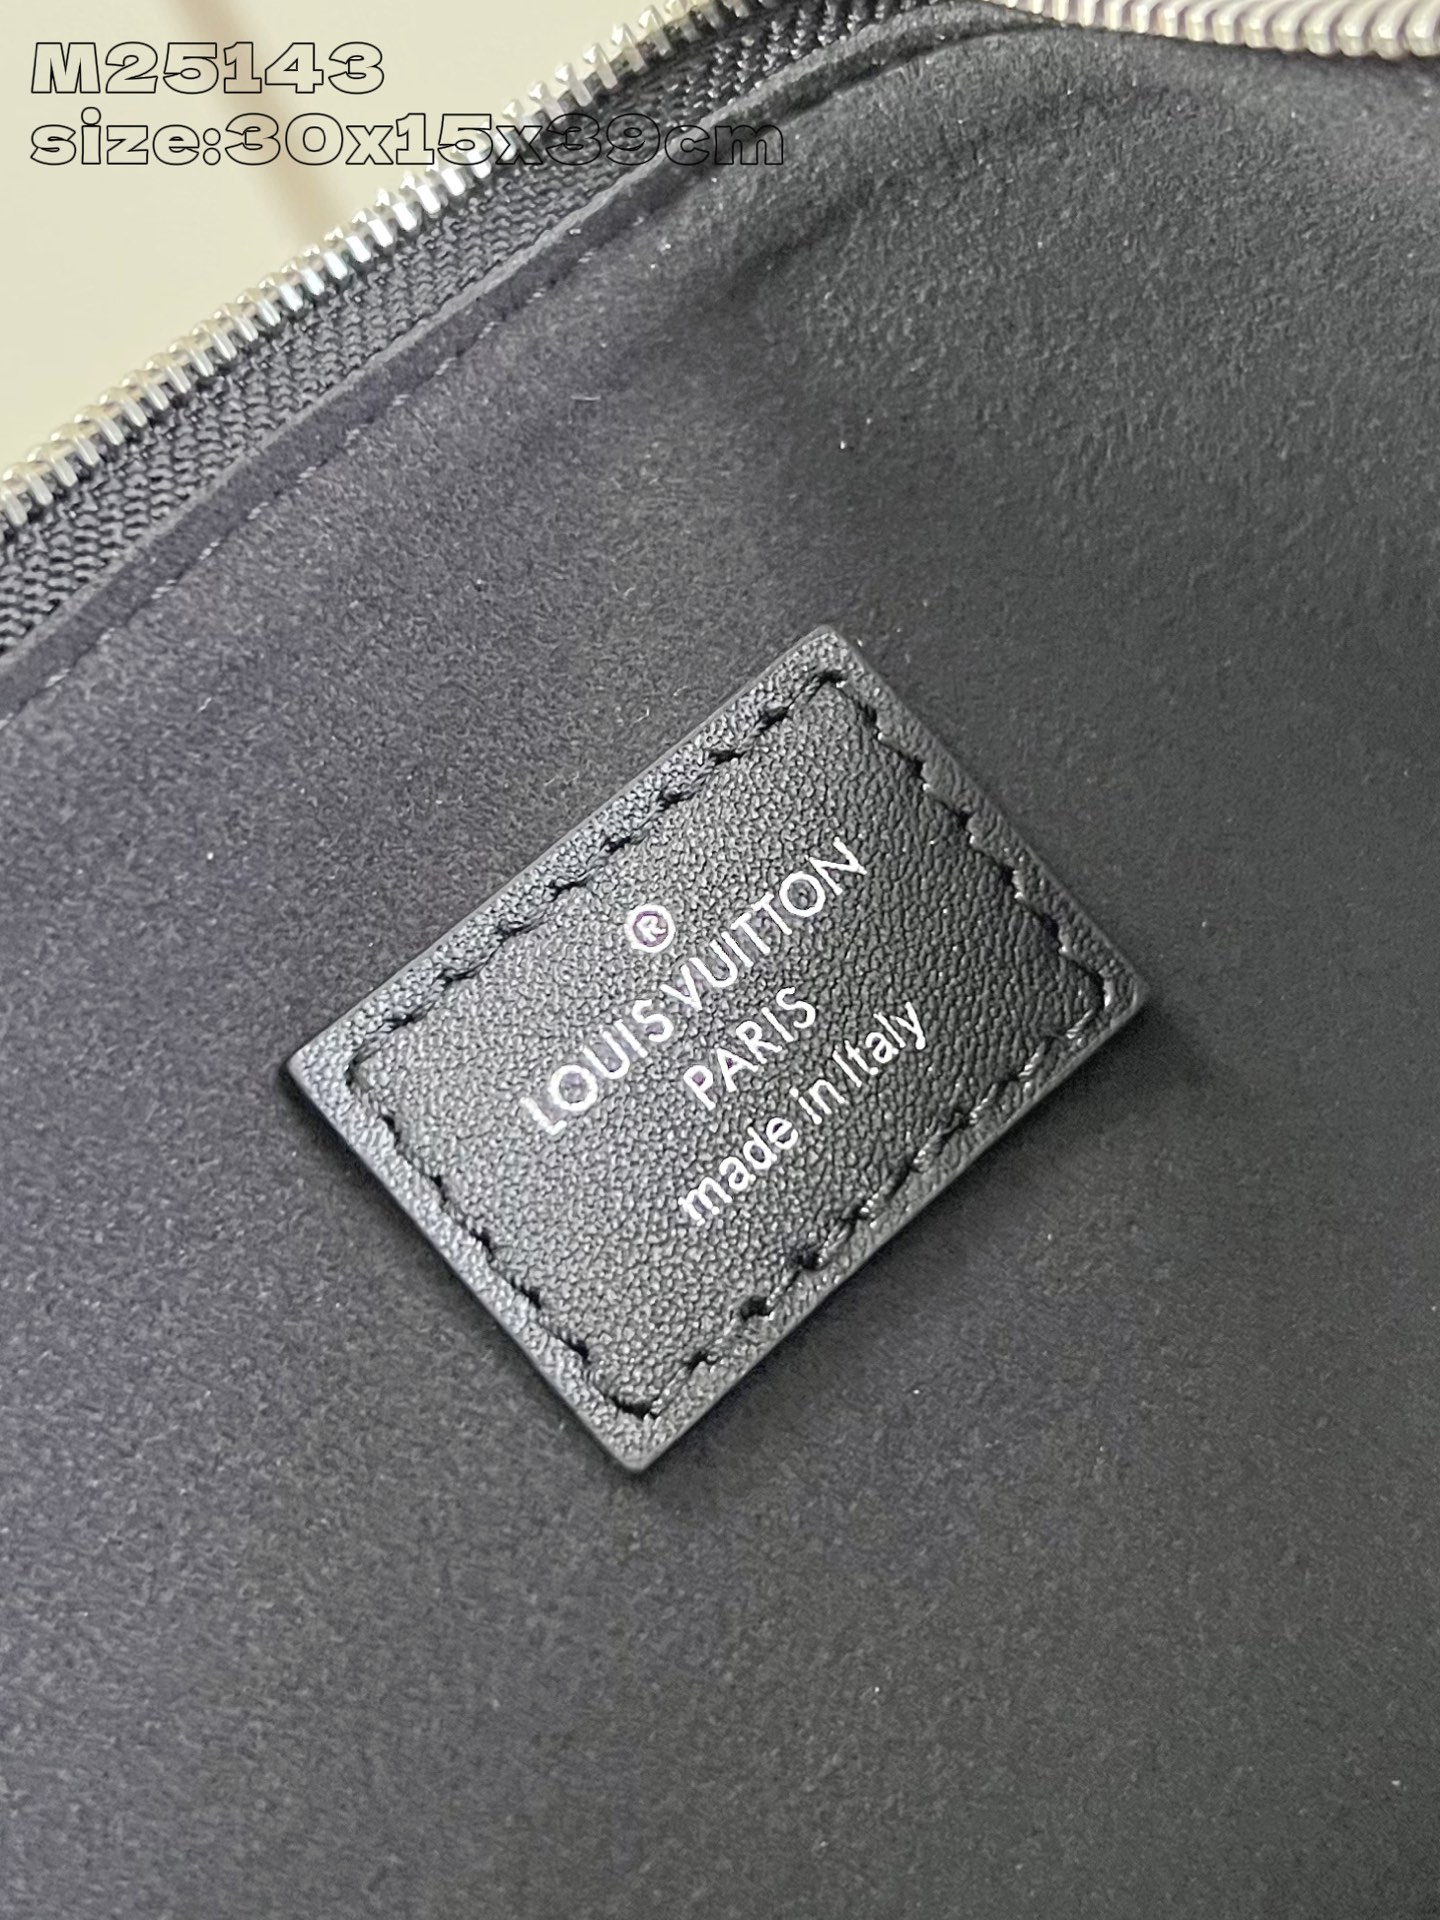 M25143
size:30x15x39cm
®
LOUIS VUITTON
PARIS
made in Italy